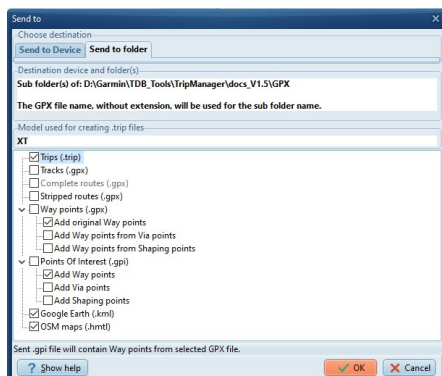 Send to
Choose destination
Send to Device Send to folder
Destination device and folder(s)
Sub folder(s) of: D:\Garmin\TDB_Tools\TripManager\docs_V1.5\GPX
The GPX file name, without extension, will be used for the sub folder name.
Model used for creating .trip files
XT
Trips (.trip)
Tracks (.gpx)
Complete routes (.gpx)
Stripped routes (.gpx)
Way points (.gpx)
Add original Way points
Add Way points from Via points
Add Way points from Shaping points
Points Of Interest (.gpi)
Add Way points
Add Via points
Add Shaping points
Google Earth (.kml)
OSM maps (.hmtl)
Sent .gpi file will contain Way points from selected GPX file.
? Show help OK Cancel